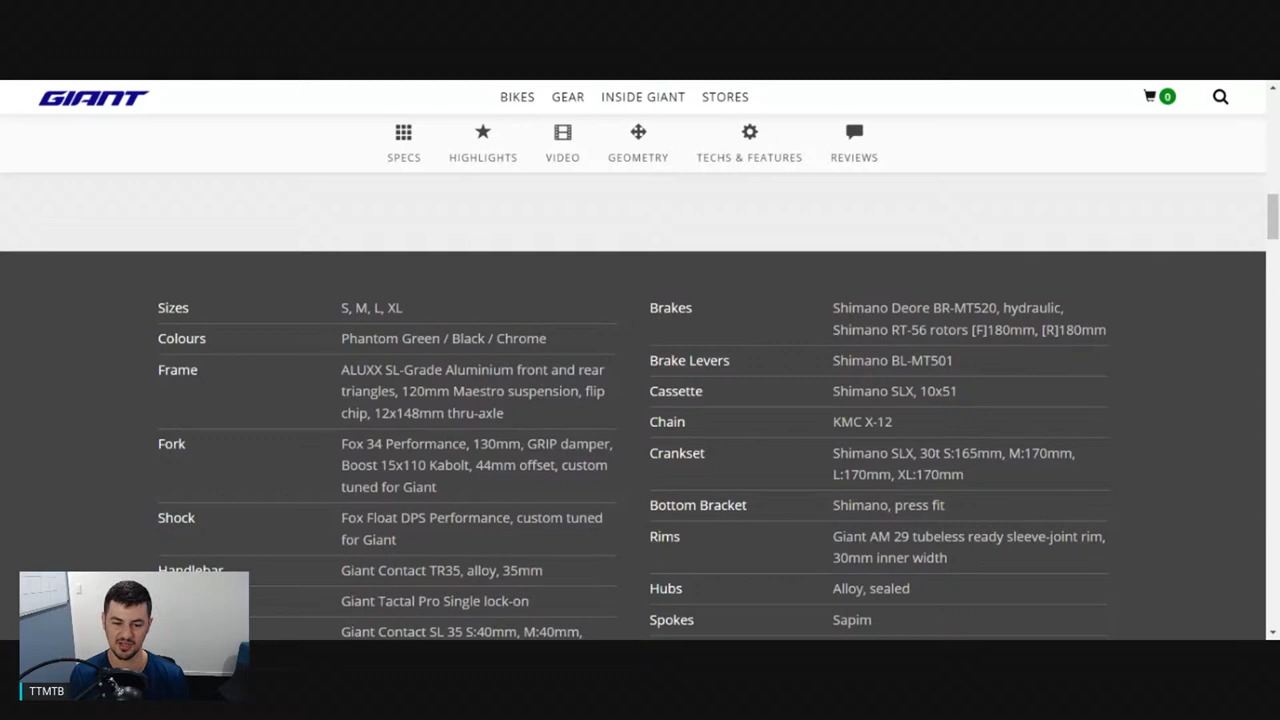 GIANT
BIKES GEAR INSIDE GIANT STORES
0
SPECS HIGHLIGHTS VIDEO GEOMETRY TECHS & FEATURES REVIEWS
Sizes S, M, L, XL
Colours Phantom Green / Black / Chrome
Frame ALUXX SL-Grade Aluminium front and rear
triangles, 120mm Maestro suspension, flip
chip, 12x148mm thru-axle
Fork Fox 34 Performance, 130mm, GRIP damper,
Boost 15x110 Kabolt, 44mm offset, custom
tuned for Giant
Shock Fox Float DPS Performance, custom tuned
for Giant
Handlebar Giant Contact TR35, alloy, 35mm
Giant Tactal Pro Single lock-on
Giant Contact SL 35 S:40mm, M:40mm,
Brakes Shimano Deore BR-MT520, hydraulic,
Shimano RT-56 rotors [F]180mm, [R]180mm
Brake Levers Shimano BL-MT501
Cassette Shimano SLX, 10x51
Chain KMC X-12
Crankset Shimano SLX, 30t S:165mm, M:170mm,
L:170mm, XL:170mm
Bottom Bracket Shimano, press fit
Rims Giant AM 29 tubeless ready sleeve-joint rim,
30mm inner width
Hubs Alloy, sealed
Spokes Sapim
TTMTB